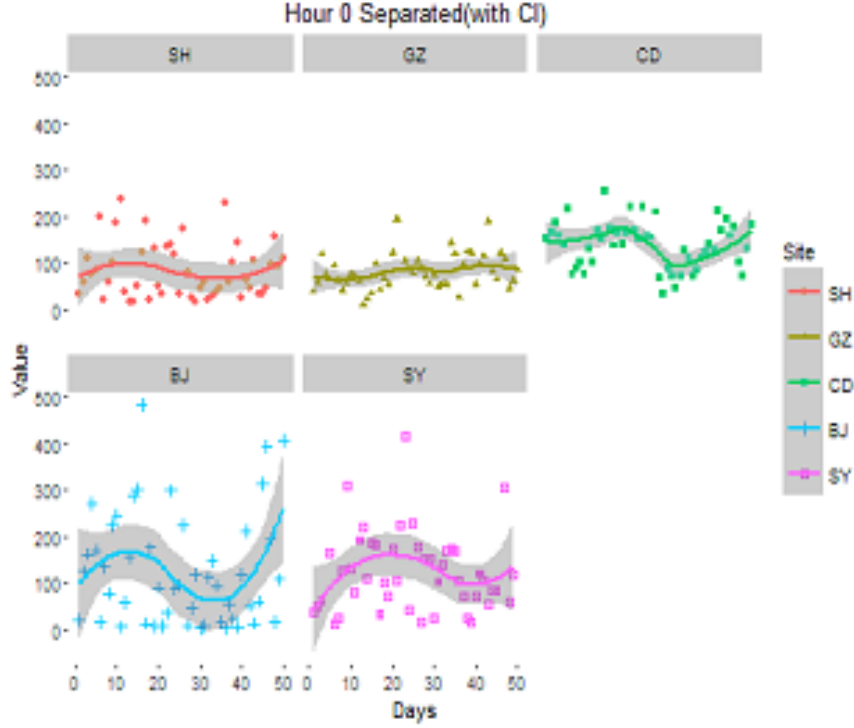 Hour 0 Separated(with CI)
SH GZ CD
500
400
300
200
100
0
Value
BJ SY
500
400
300
200
100
0
0 10 20 30 40 50 0 10 20 30 40 50
Days
Site
SH
GZ
CD
BJ
SY